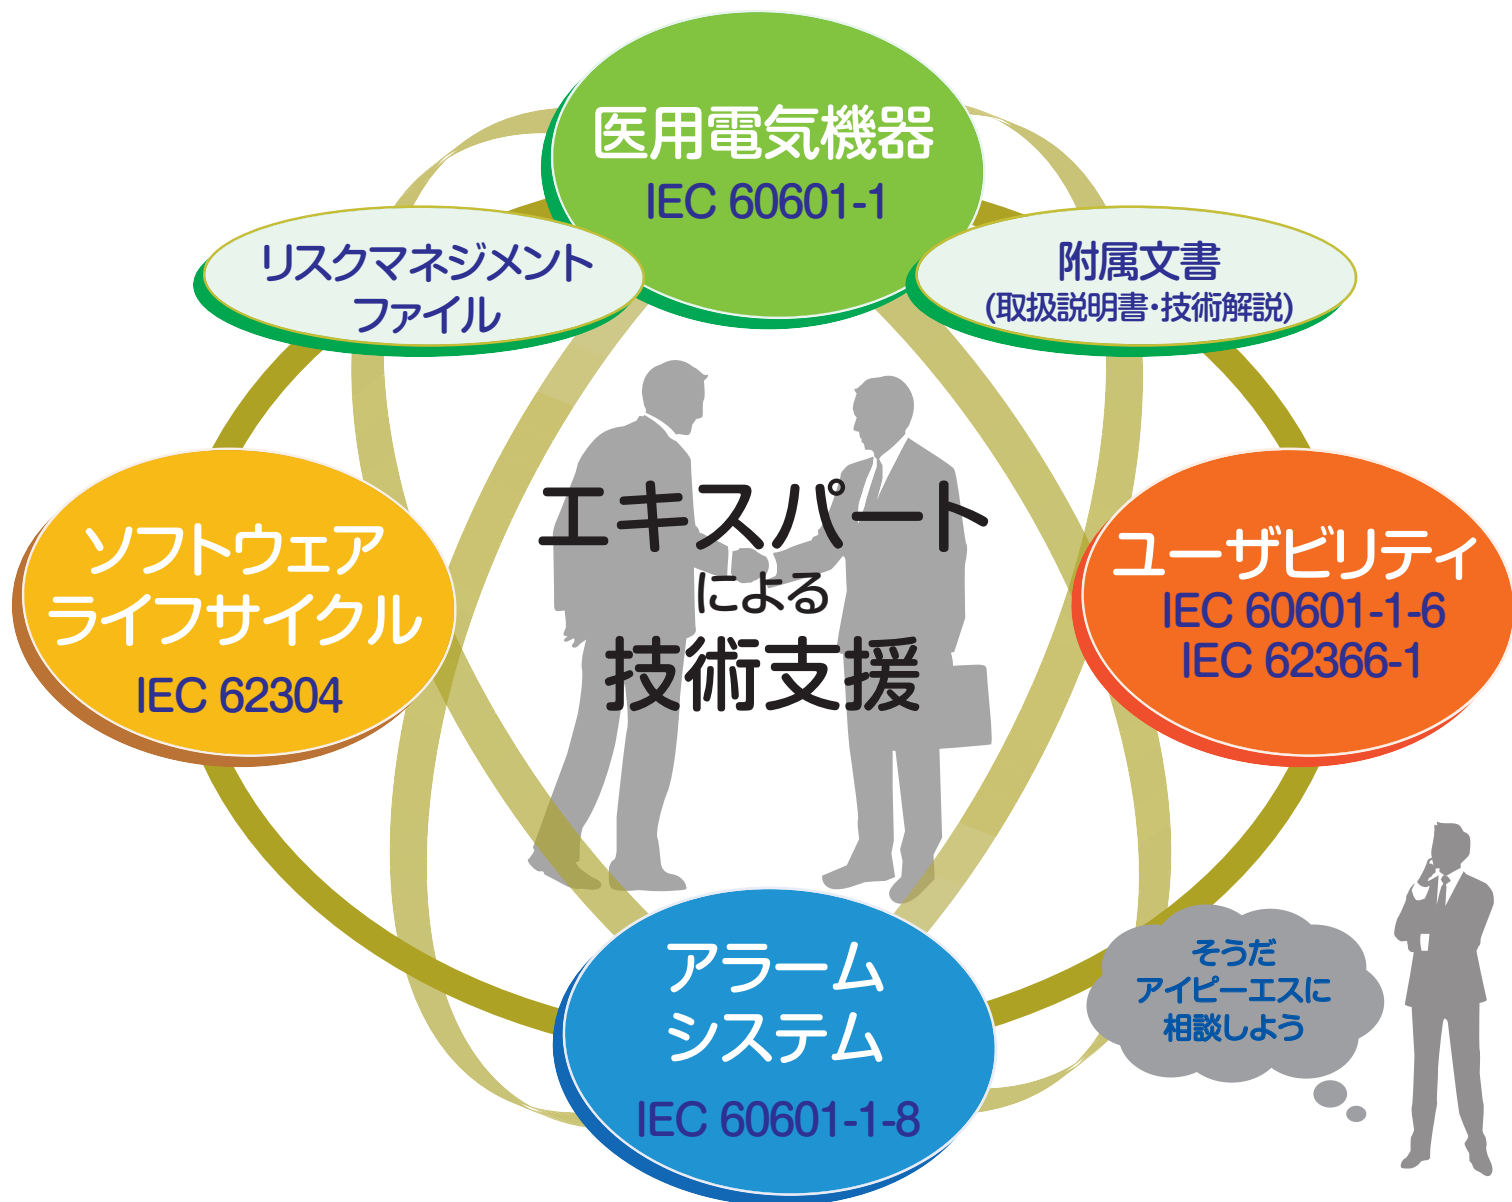 医用電気機器
IEC 60601-1
リスクマネジメント
ファイル
附属文書
(取扱説明書・技術解説)
ソフトウェア
ライフサイクル
IEC 62304
エキスパート
による
技術支援
ユーザビリティ
IEC 60601-1-6
IEC 62366-1
アラーム
システム
IEC 60601-1-8
そうだ
アイピーエスに
相談しよう